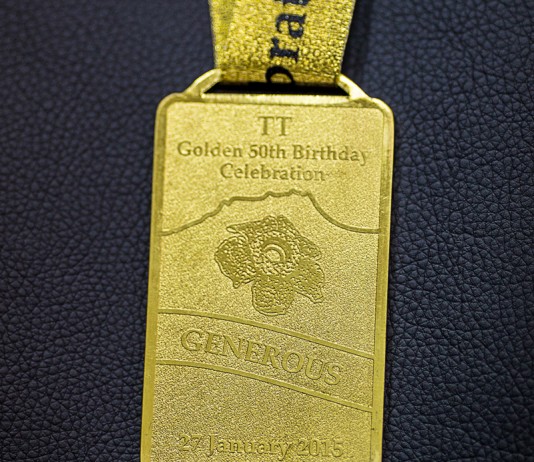 TT
Golden 50th Birthday
Celebration
GENEROUS
27 January 2015